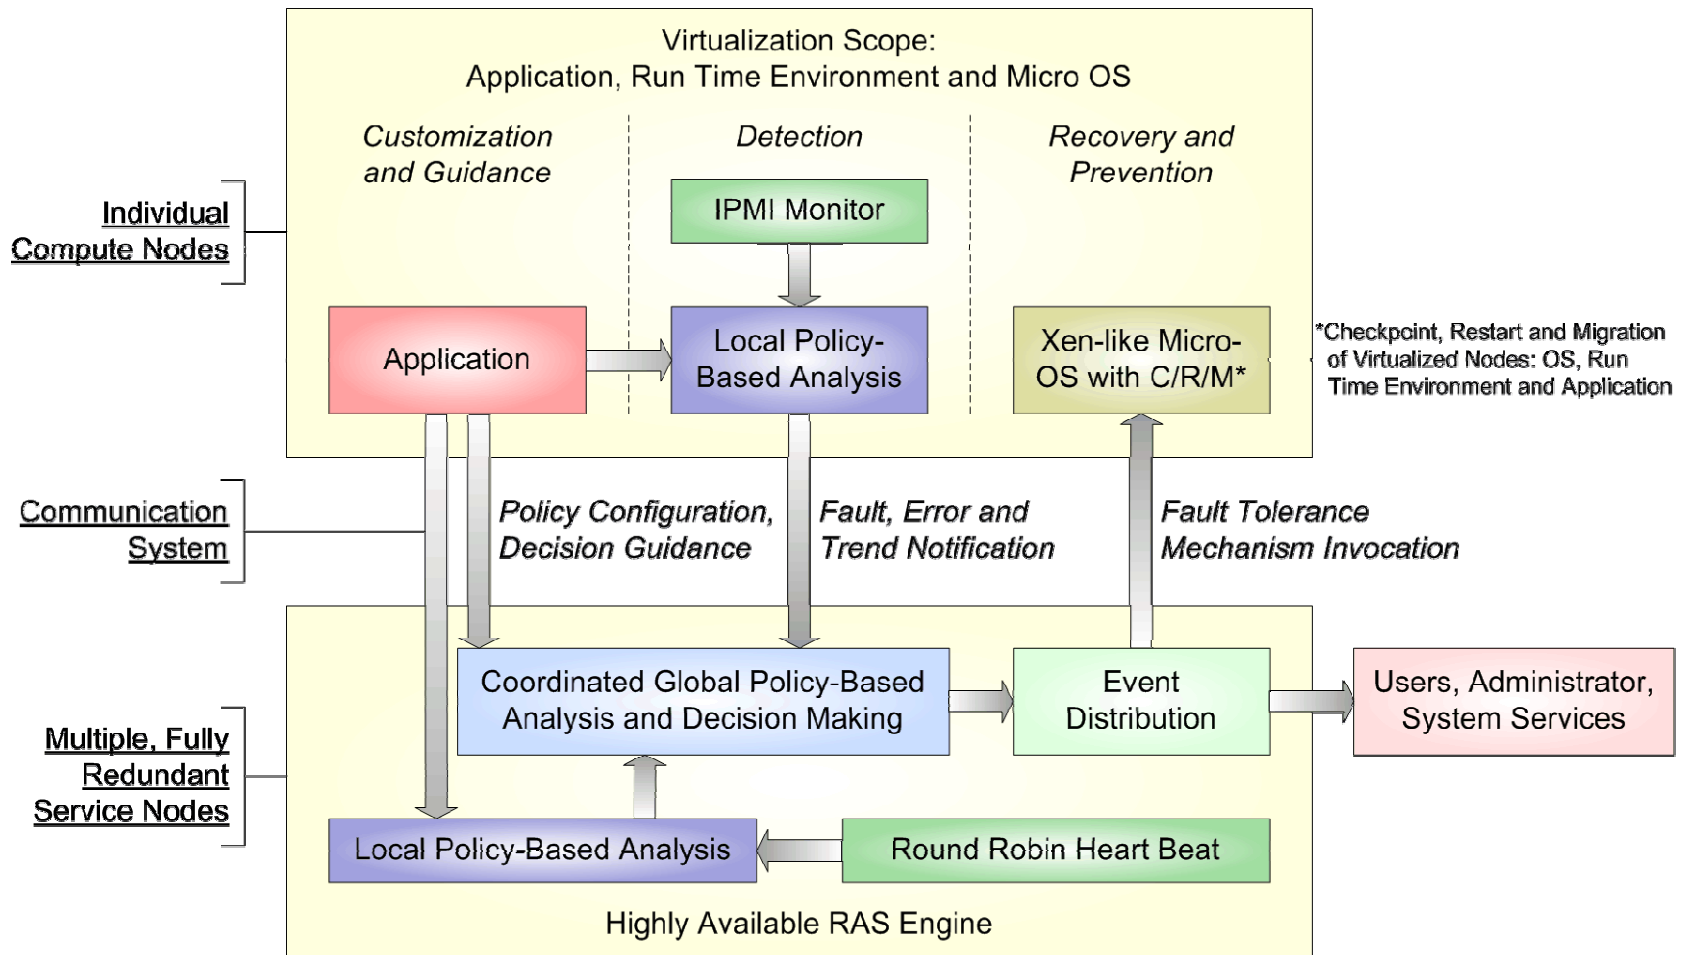 Virtualization Scope:
Application, Run Time Environment and Micro OS
Customization
and Guidance
Detection
Recovery and
Prevention
Individual
Compute Nodes
IPMI Monitor
Application
Local Policy-
Based Analysis
Xen-like Micro-
OS with C/R/M*
*Checkpoint, Restart and Migration
of Virtualized Nodes: OS, Run
Time Environment and Application
Communication
System
Policy Configuration,
Decision Guidance
Fault, Error and
Trend Notification
Fault Tolerance
Mechanism Invocation
Multiple, Fully
Redundant
Service Nodes
Coordinated Global Policy-Based
Analysis and Decision Making
Event
Distribution
Users, Administrator,
System Services
Local Policy-Based Analysis
Round Robin Heart Beat
Highly Available RAS Engine